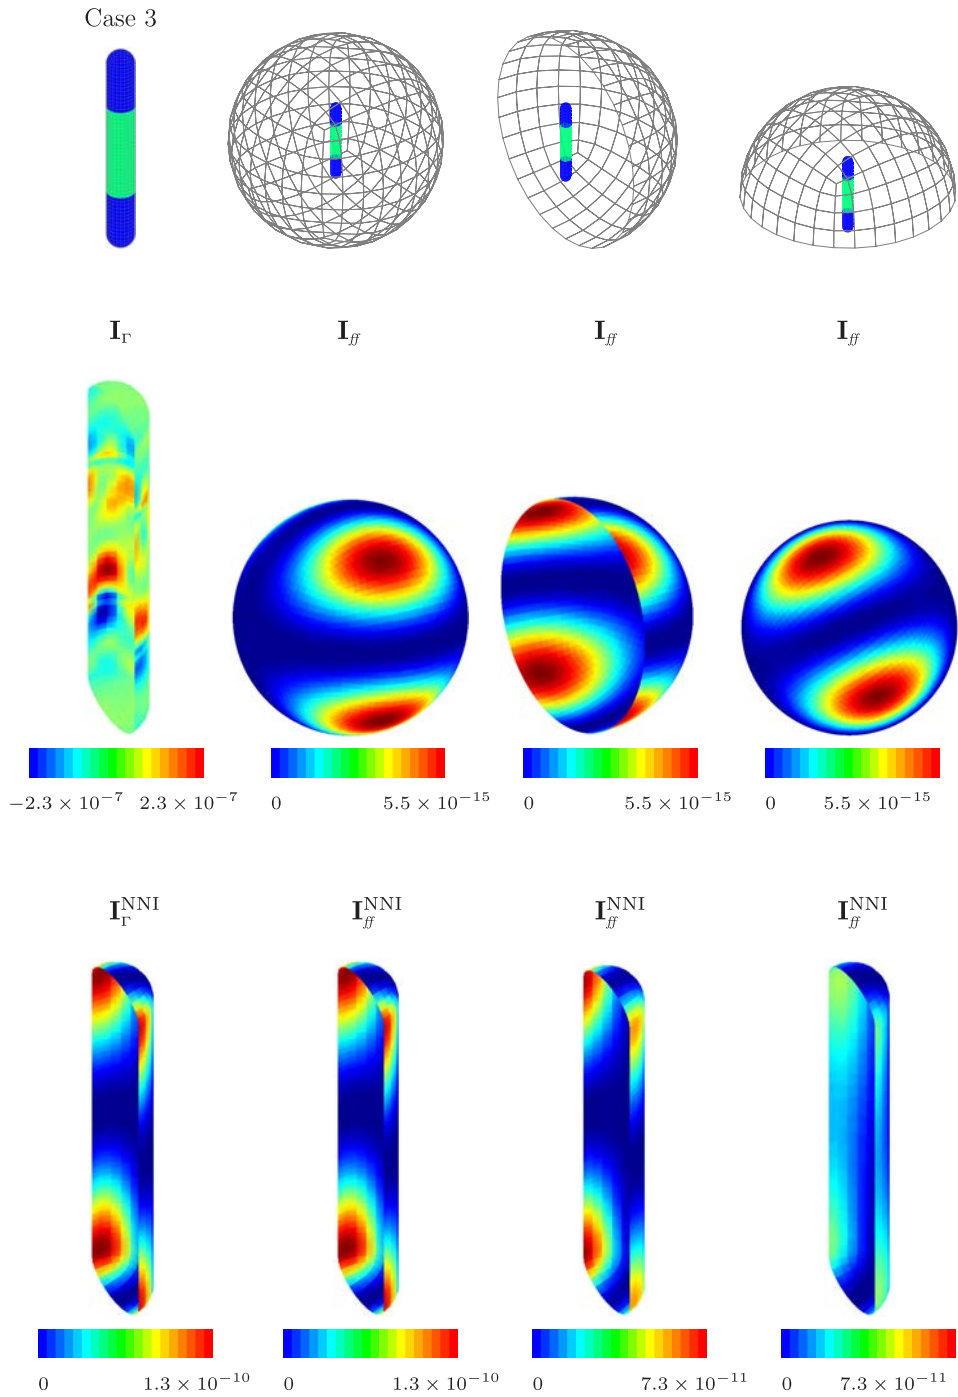 Case 3
I_Γ I_ff I_ff I_ff
−2.3 × 10⁻⁷ 2.3 × 10⁻⁷ 0 5.5 × 10⁻¹⁵ 0 5.5 × 10⁻¹⁵ 0 5.5 × 10⁻¹⁵
I_Γ^NNI I_ff^NNI I_ff^NNI I_ff^NNI
0 1.3 × 10⁻¹⁰ 0 1.3 × 10⁻¹⁰ 0 7.3 × 10⁻¹¹ 0 7.3 × 10⁻¹¹